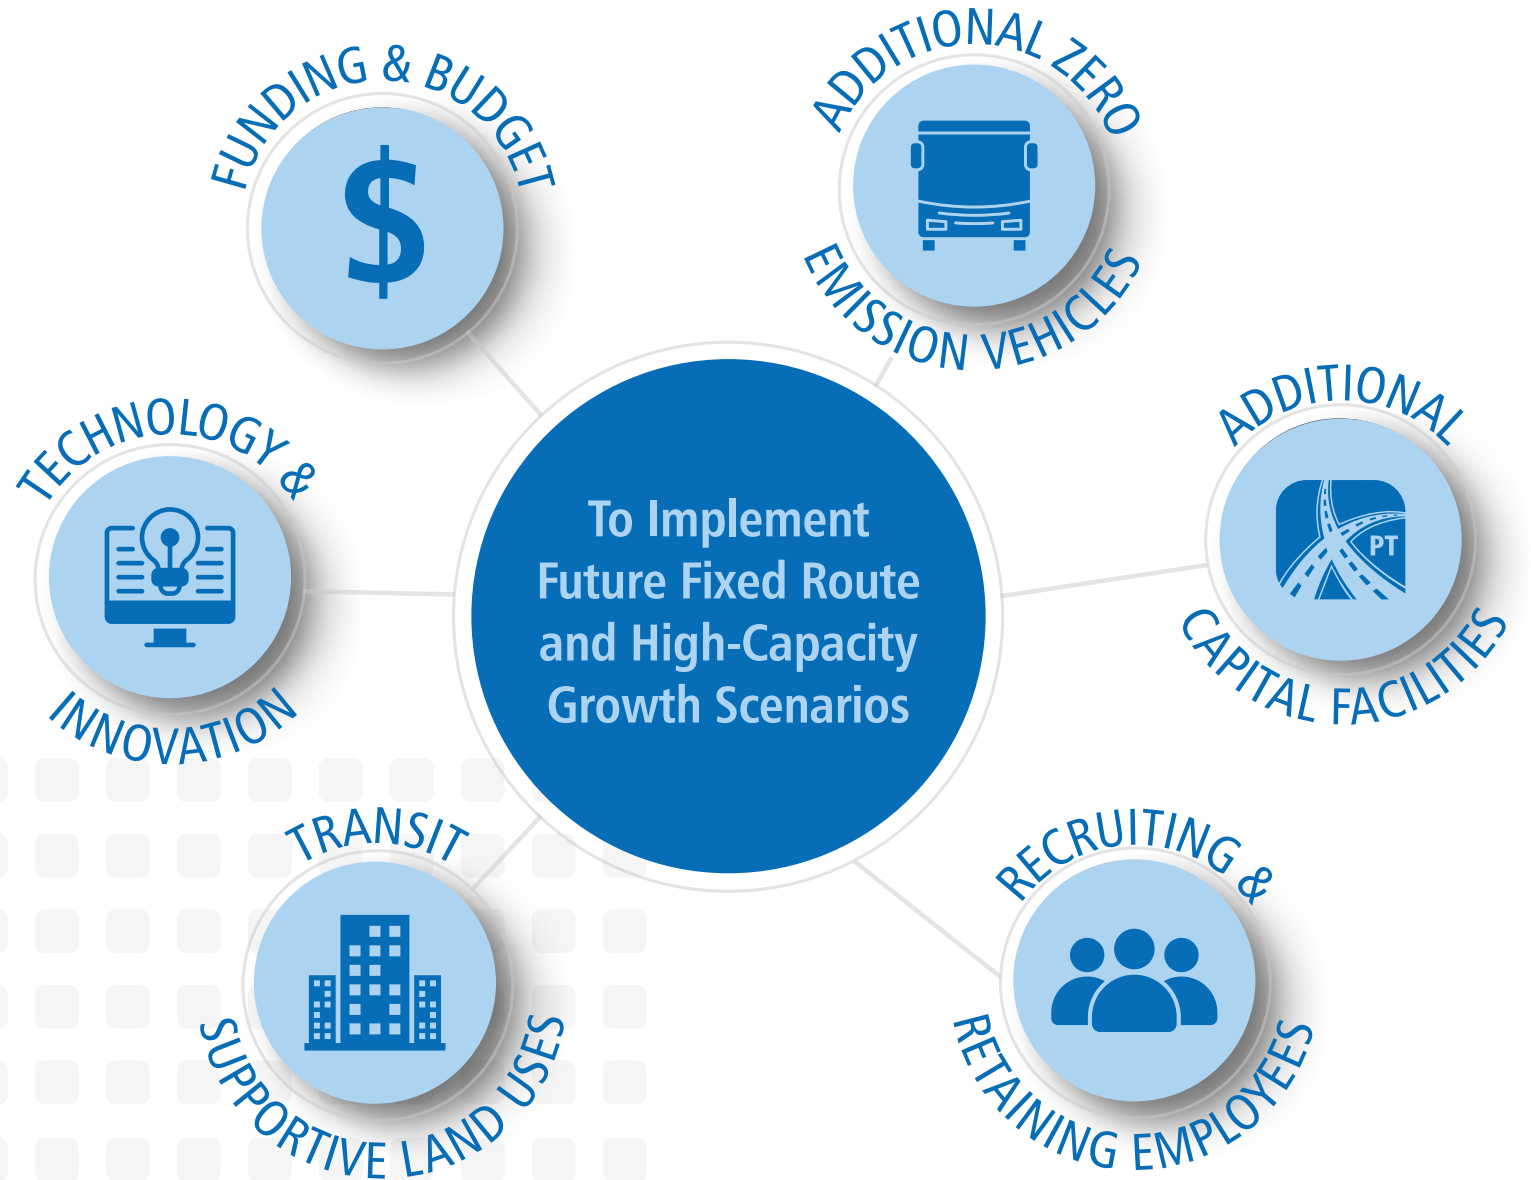 FUNDING & BUDGET
ADDITIONAL ZERO
EMISSION VEHICLES
TECHNOLOGY &
INNOVATION
To Implement
Future Fixed Route
and High-Capacity
Growth Scenarios
ADDITIONAL
PT
CAPITAL FACILITIES
TRANSIT
SUPPORTIVE LAND USES
RECRUITING &
RETAINING EMPLOYEES